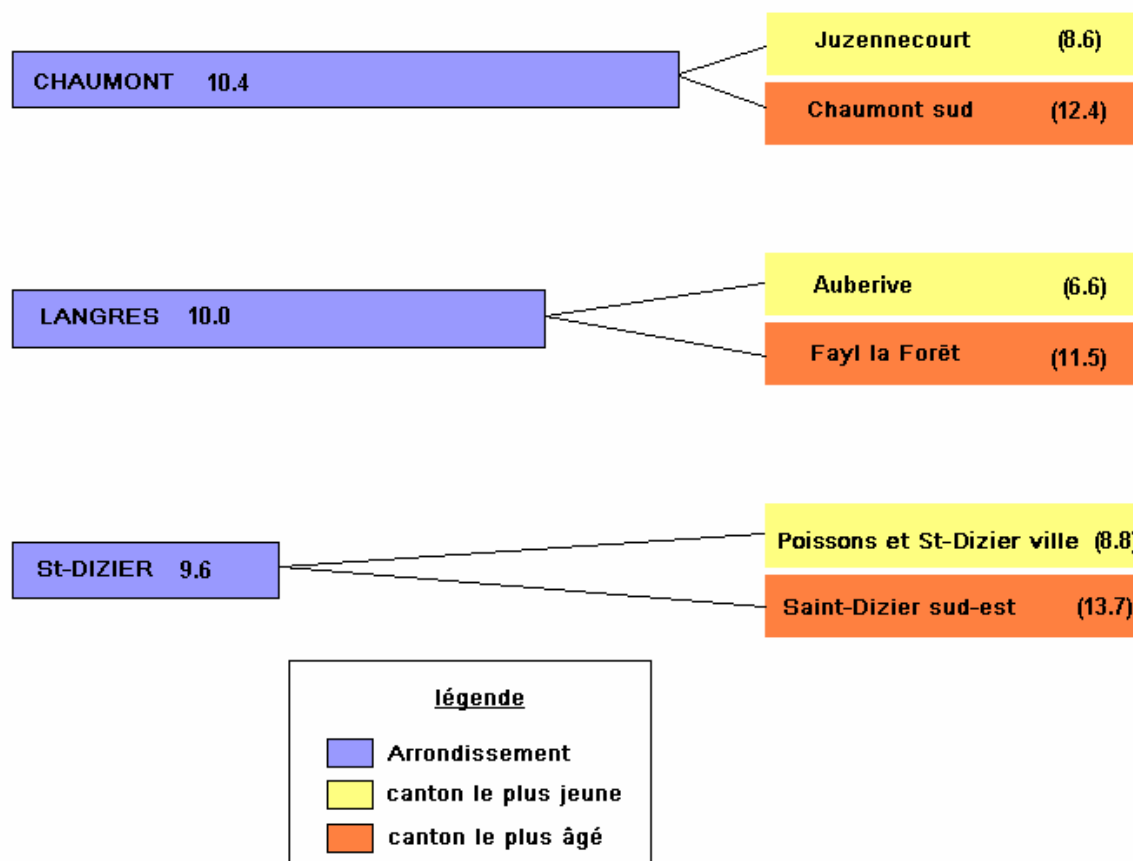 CHAUMONT 10.4
Juzennecourt (8.6)
Chaumont sud (12.4)
LANGRES 10.0
Auberive (6.6)
Fayl la Forêt (11.5)
St-DIZIER 9.6
Poissons et St-Dizier ville (8.8)
Saint-Dizier sud-est (13.7)
légende
Arrondissement
canton le plus jeune
canton le plus âgé